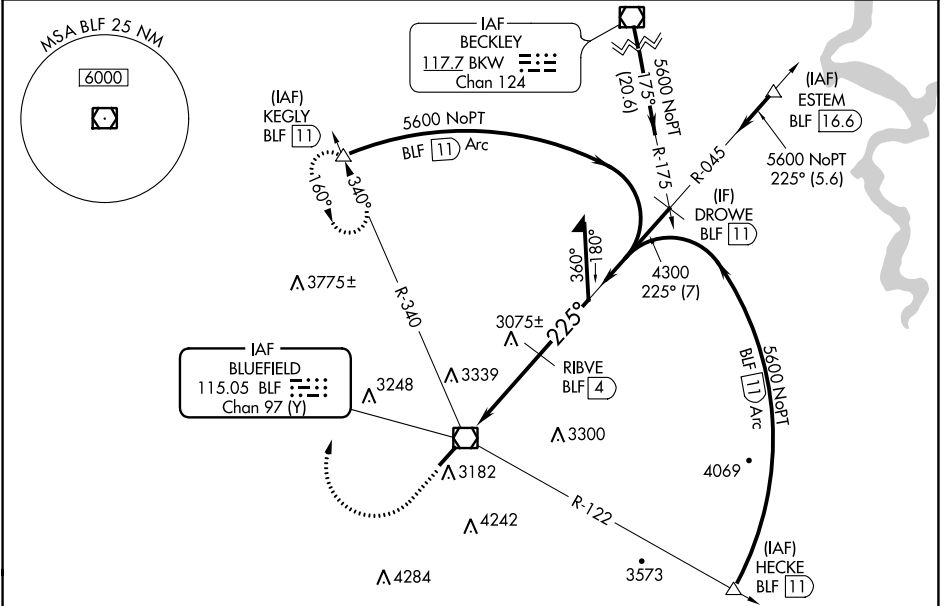 MSA BLF 25 NM
6000
IAF
BECKLEY
117.7 BKW
Chan 124
5600 NoPT
175°
(20.6)
R-175
(IAF)
ESTEM
BLF 16.6
5600 NoPT
225° (5.6)
R-045
(IAF)
KEGLY
BLF 11
5600 NoPT
BLF 11 Arc
340°
160°
(IF)
DROWE
BLF 11
4300
225° (7)
360°
180°
225°
3775±
R-340
3075±
RIBVE
BLF 4
IAF
BLUEFIELD
115.05 BLF
Chan 97 (Y)
3248
3339
3300
5600 NoPT
BLF 11 Arc
4069
3182
4242
R-122
4284
3573
(IAF)
HECKE
BLF 11